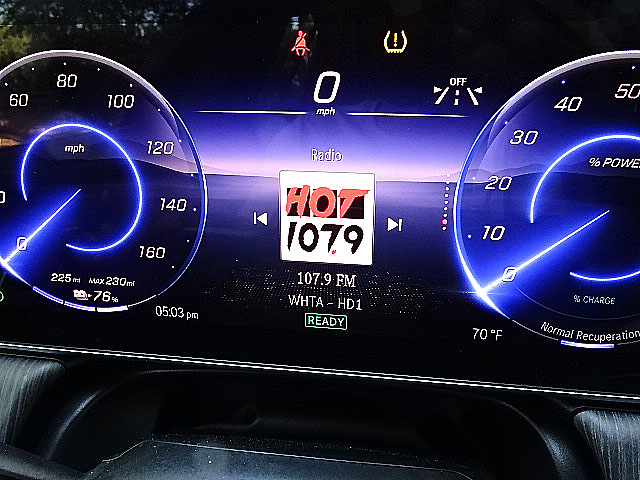 OFF
0
mph
60 80 100 120 140 160
mph
0
225 mi MAX 230 mi
76 %
05:03 pm
Radio
HOT
107.9
107.9 FM
WHTA - HD1
READY
50
40
30
20
10
0
% POWE
% CHARGE
70 °F
Normal Recuperation